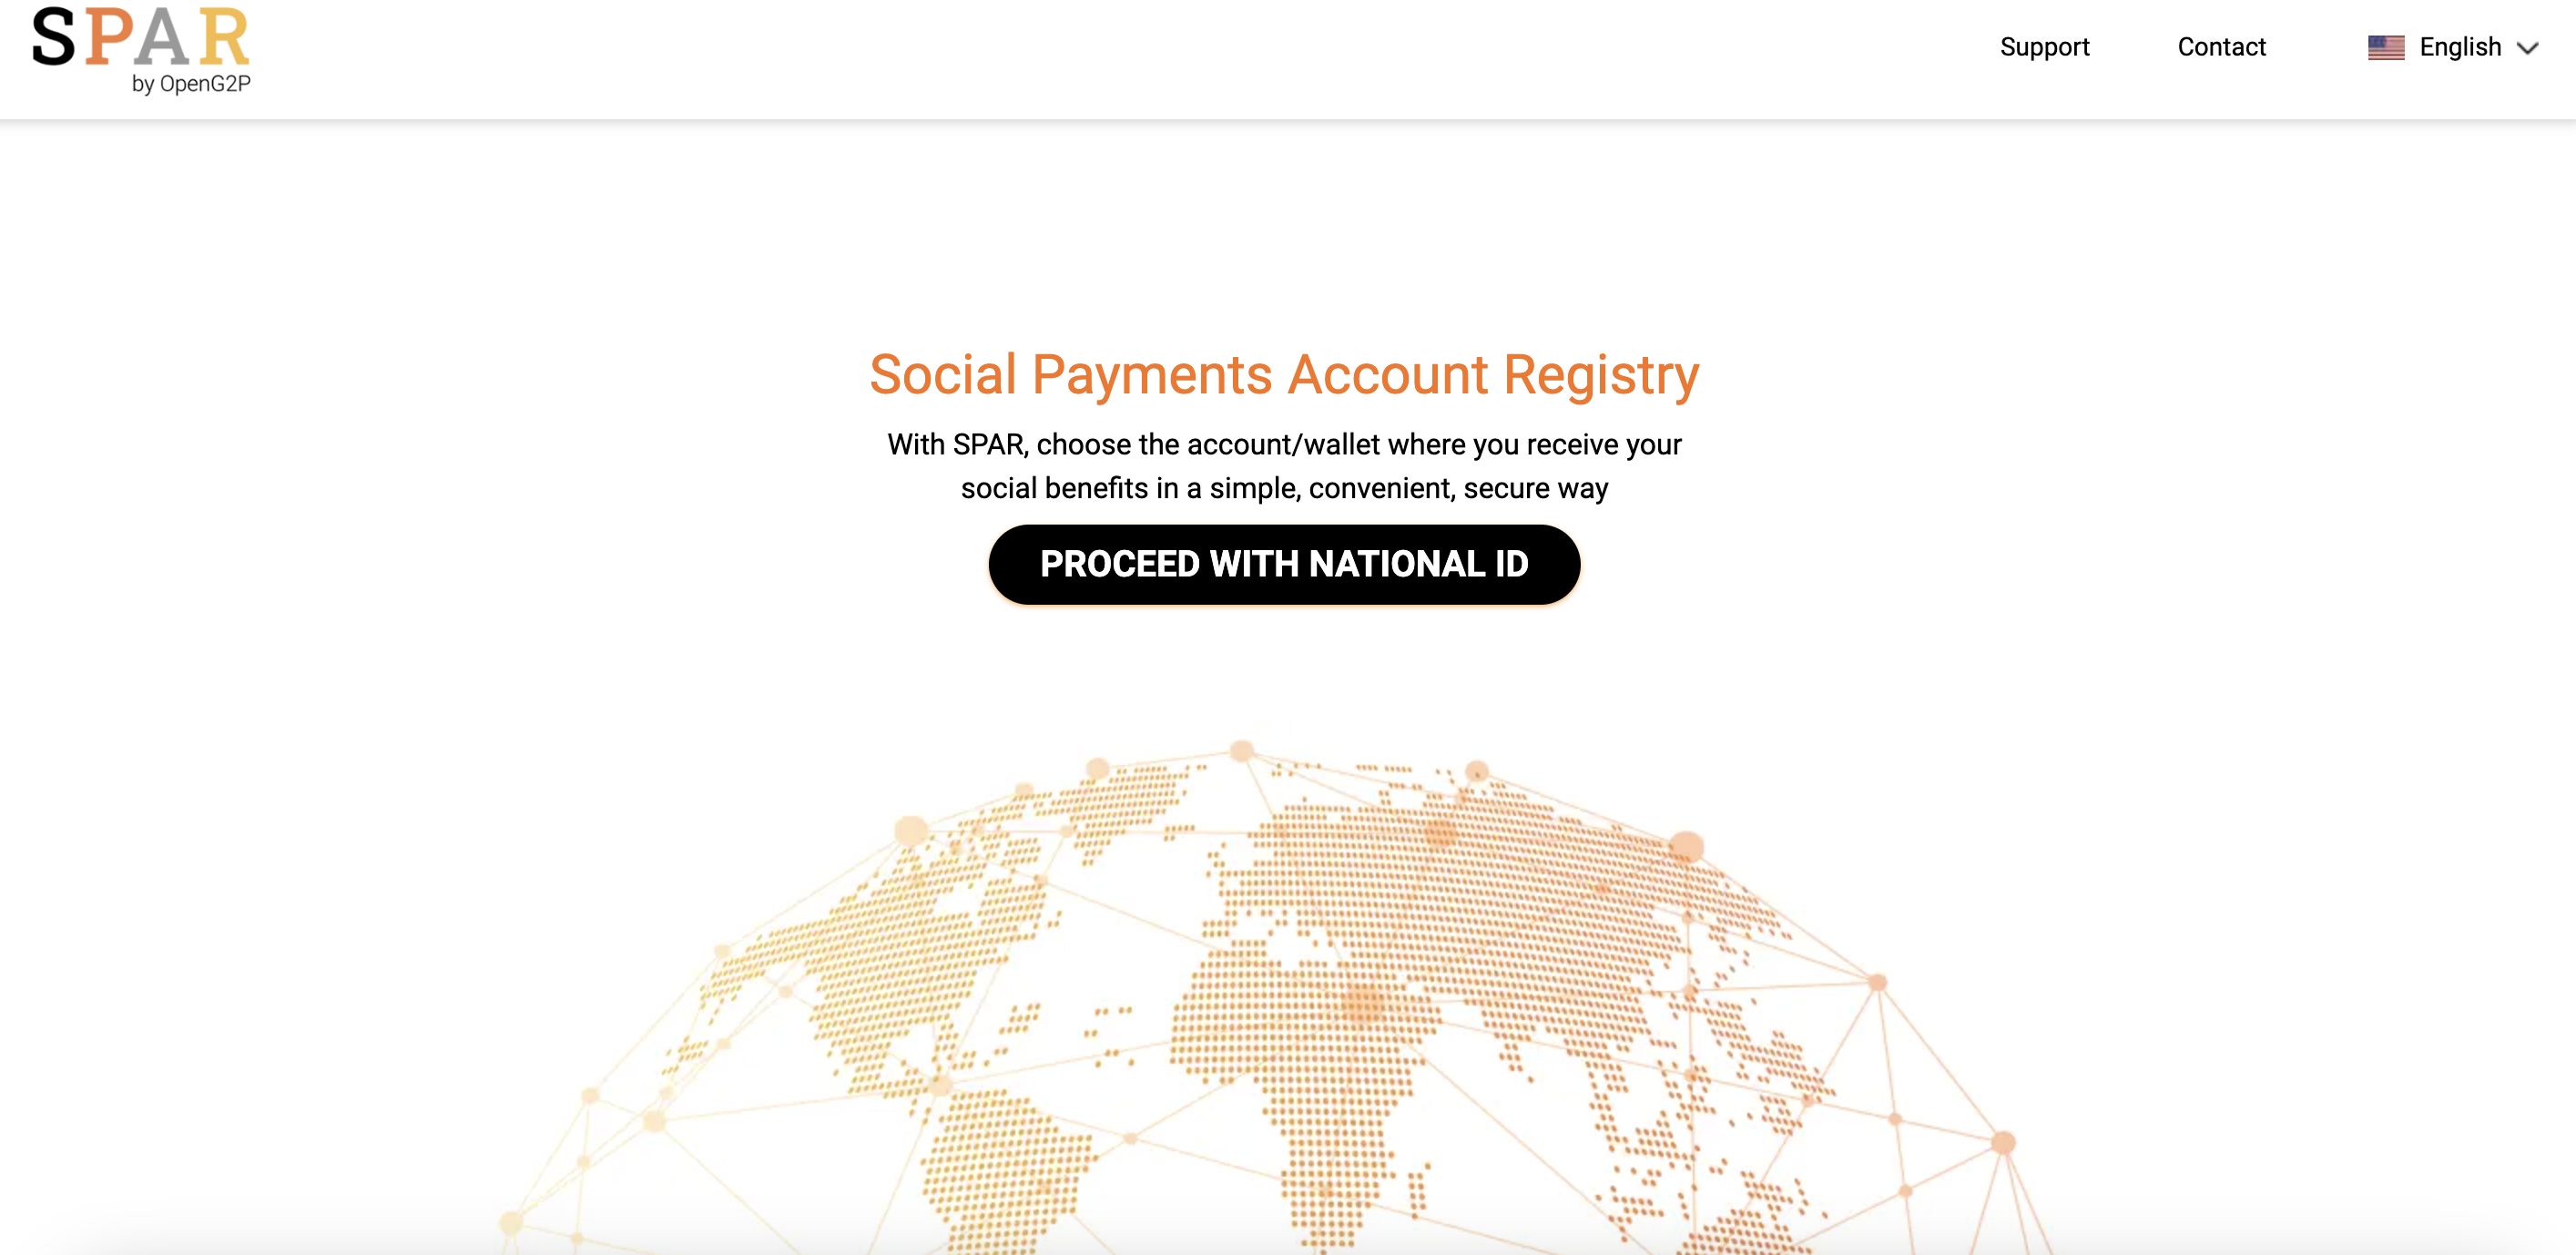 SPAR
by OpenG2P
Support
Contact
English
Social Payments Account Registry
With SPAR, choose the account/wallet where you receive your
social benefits in a simple, convenient, secure way
PROCEED WITH NATIONAL ID